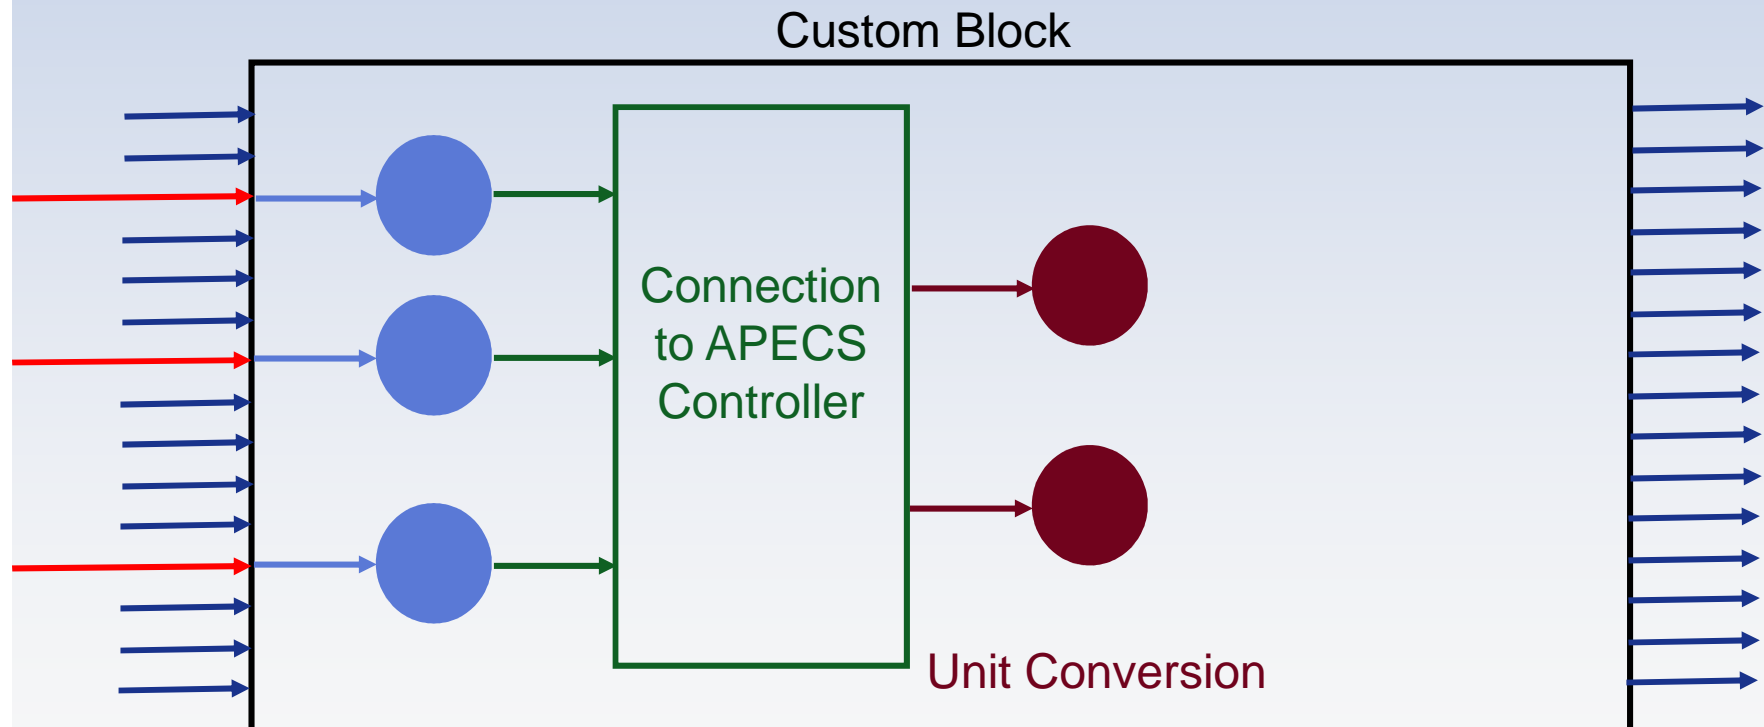 Custom Block
Connection
to APECS
Controller
Unit Conversion